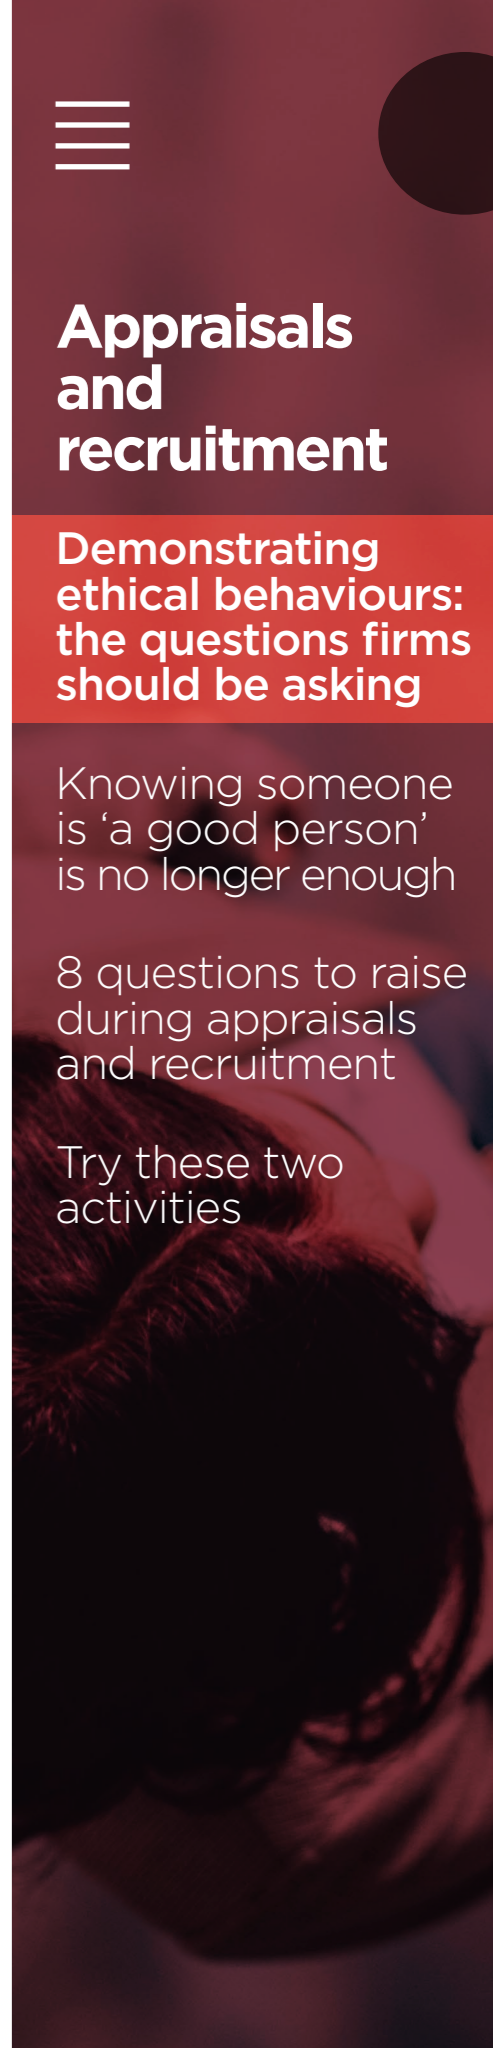 Appraisals
and
recruitment
Demonstrating
ethical behaviours:
the questions firms
should be asking
Knowing someone
is ‘a good person’
is no longer enough
8 questions to raise
during appraisals
and recruitment
Try these two
activities